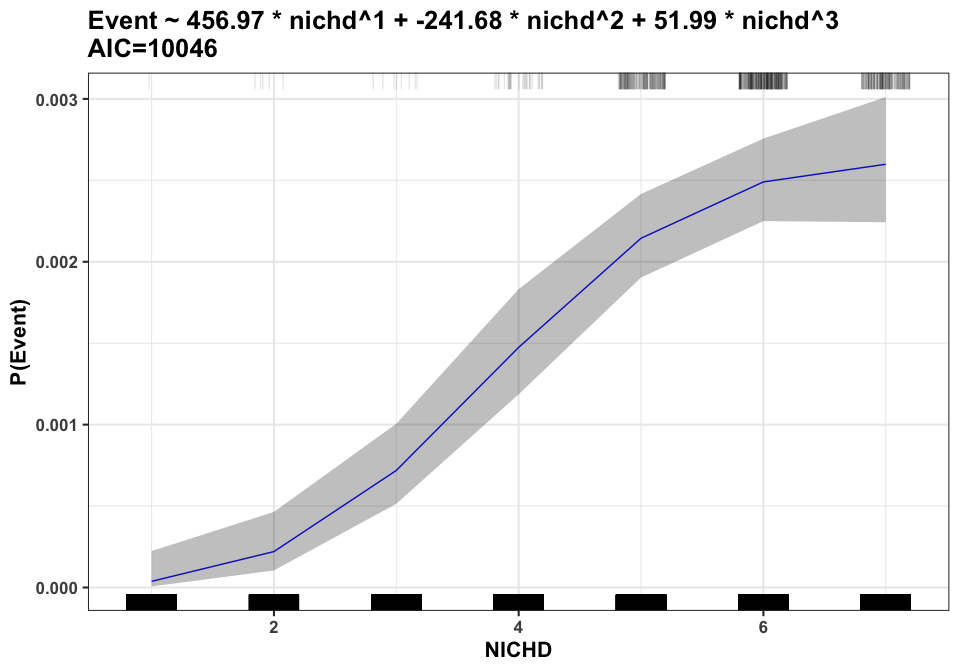 Event ~ 456.97 * nichd^1 + -241.68 * nichd^2 + 51.99 * nichd^3
AIC=10046
0.003
0.002
0.001
0.000
P(Event)
2 4 6
NICHD